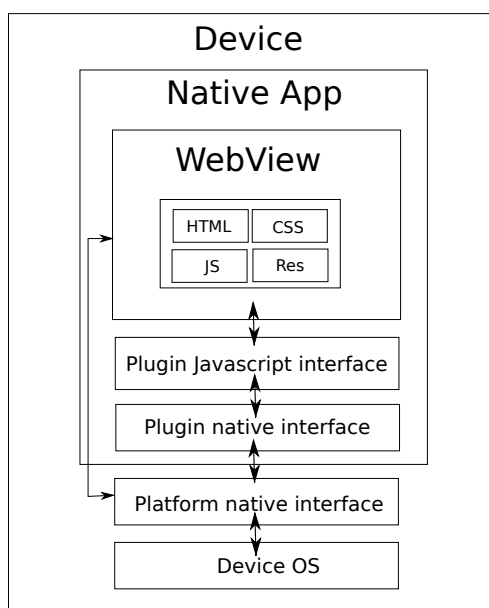 Device
Native App
WebView
HTML CSS
JS Res
Plugin Javascript interface
Plugin native interface
Platform native interface
Device OS